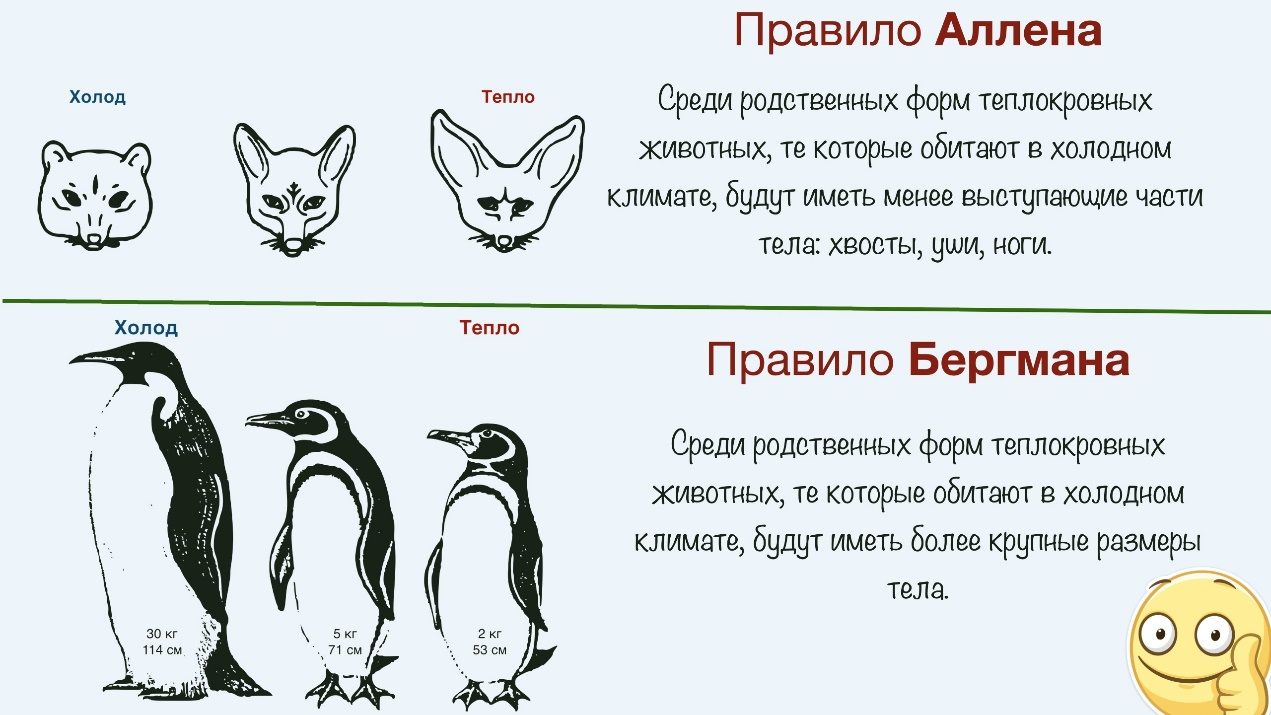 Правило Аллена
Холод
Тепло
Среди родственных форм теплокровных
животных, те которые обитают в холодном
климате, будут иметь менее выступающие части
тела: хвосты, уши, ноги.
Холод
Тепло
Правило Бергмана
Среди родственных форм теплокровных
животных, те которые обитают в холодном
климате, будут иметь более крупные размеры
тела.
30 кг
114 см
5 кг
71 см
2 кг
53 см